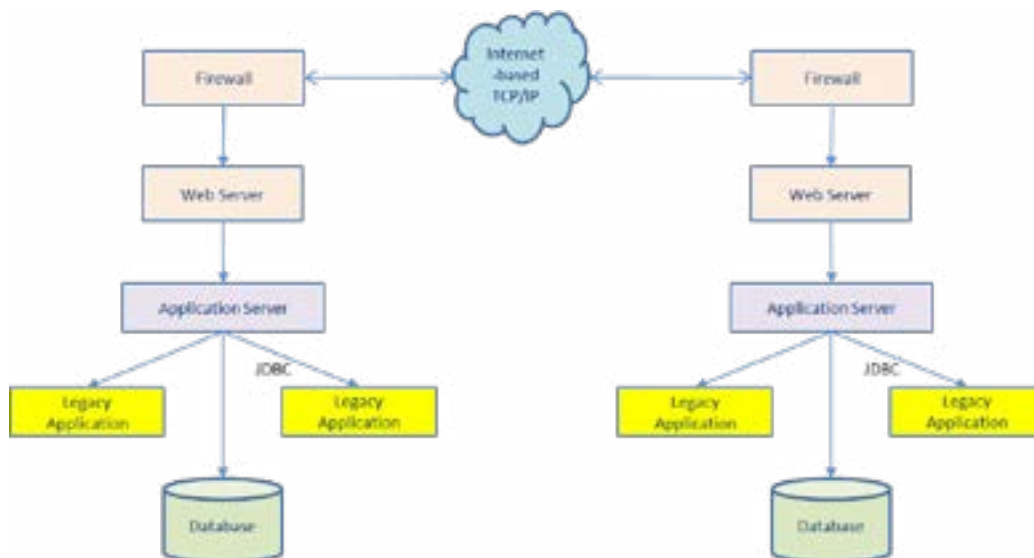 Internet
-based
TCP/IP
Firewall
Firewall
Web Server
Web Server
Application Server
Application Server
JDBC
JDBC
Legacy
Application
Legacy
Application
Legacy
Application
Legacy
Application
Database
Database